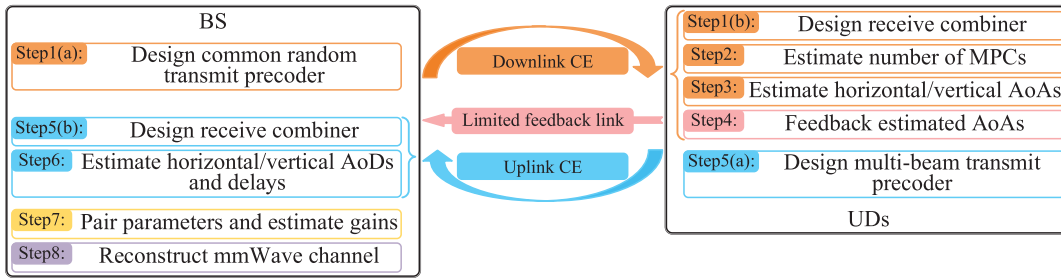 BS
Step1(a): Design common random
transmit precoder
Step5(b): Design receive combiner
Step6: Estimate horizontal/vertical AoDs
and delays
Step7: Pair parameters and estimate gains
Step8: Reconstruct mmWave channel
Downlink CE
Limited feedback link
Uplink CE
Step1(b): Design receive combiner
Step2: Estimate number of MPCs
Step3: Estimate horizontal/vertical AoAs
Step4: Feedback estimated AoAs
Step5(a): Design multi-beam transmit
precoder
UDs